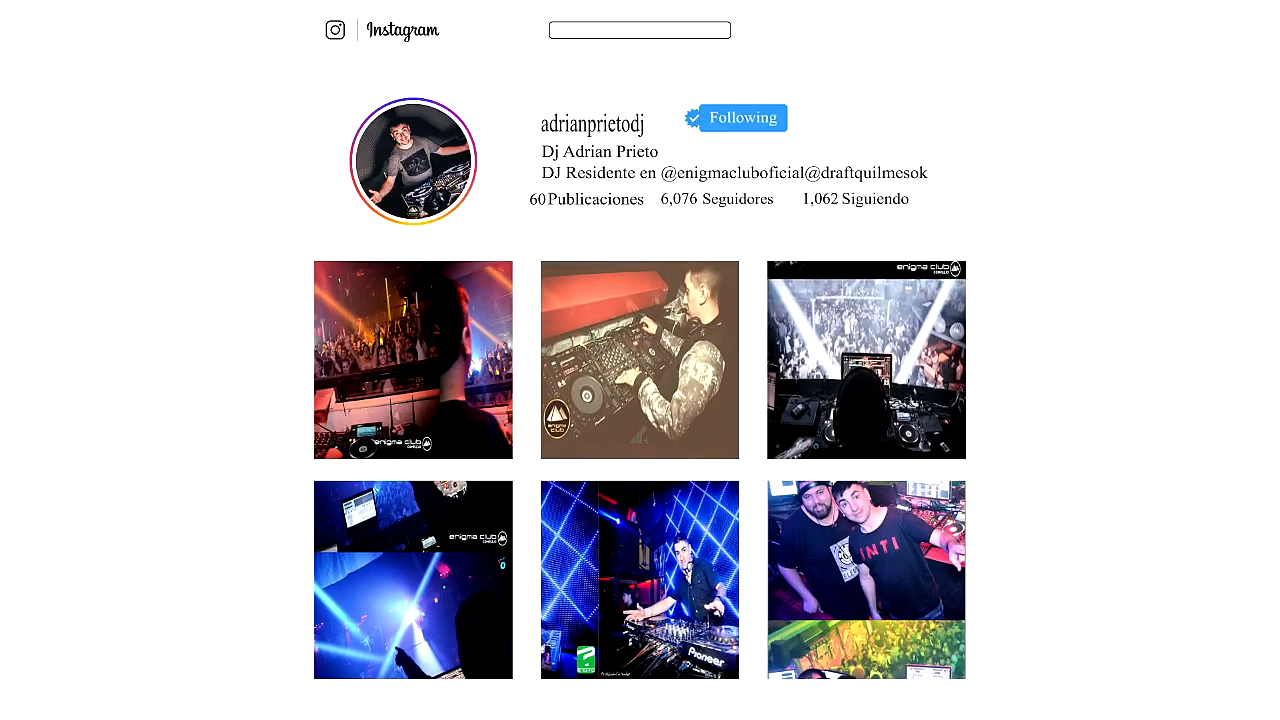 Instagram
adrianprietodj
Following
Dj Adrian Prieto
DJ Residente en @enigmacluboficial@draftquilmesok
60 Publicaciones 6,076 Seguidores 1,062 Siguiendo
enigma club
enigma club
enigma club
enigma club
INTI
Pioneer